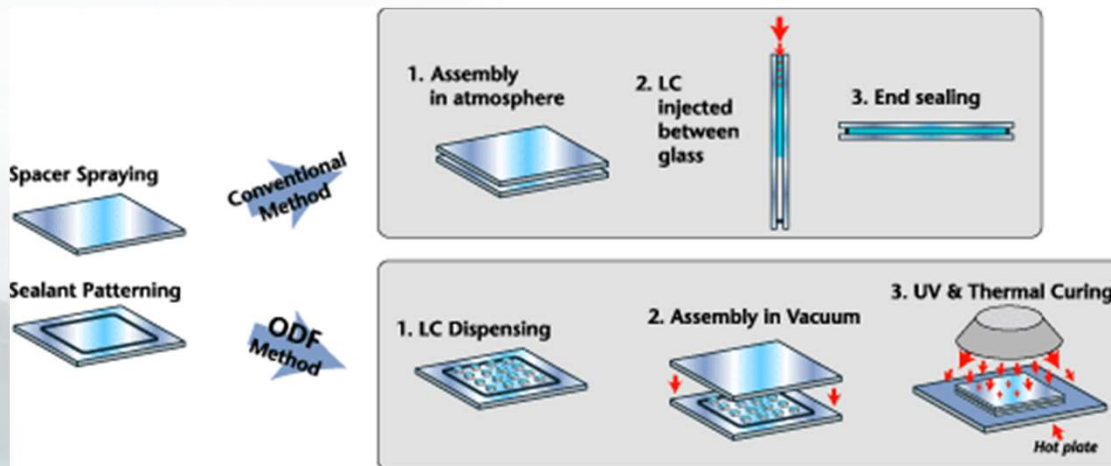 Spacer Spraying
Sealant Patterning
Conventional
Method
1. Assembly
in atmosphere
2. LC
injected
between
glass
3. End sealing
ODF
Method
1. LC Dispensing
2. Assembly in Vacuum
3. UV & Thermal Curing
Hot plate